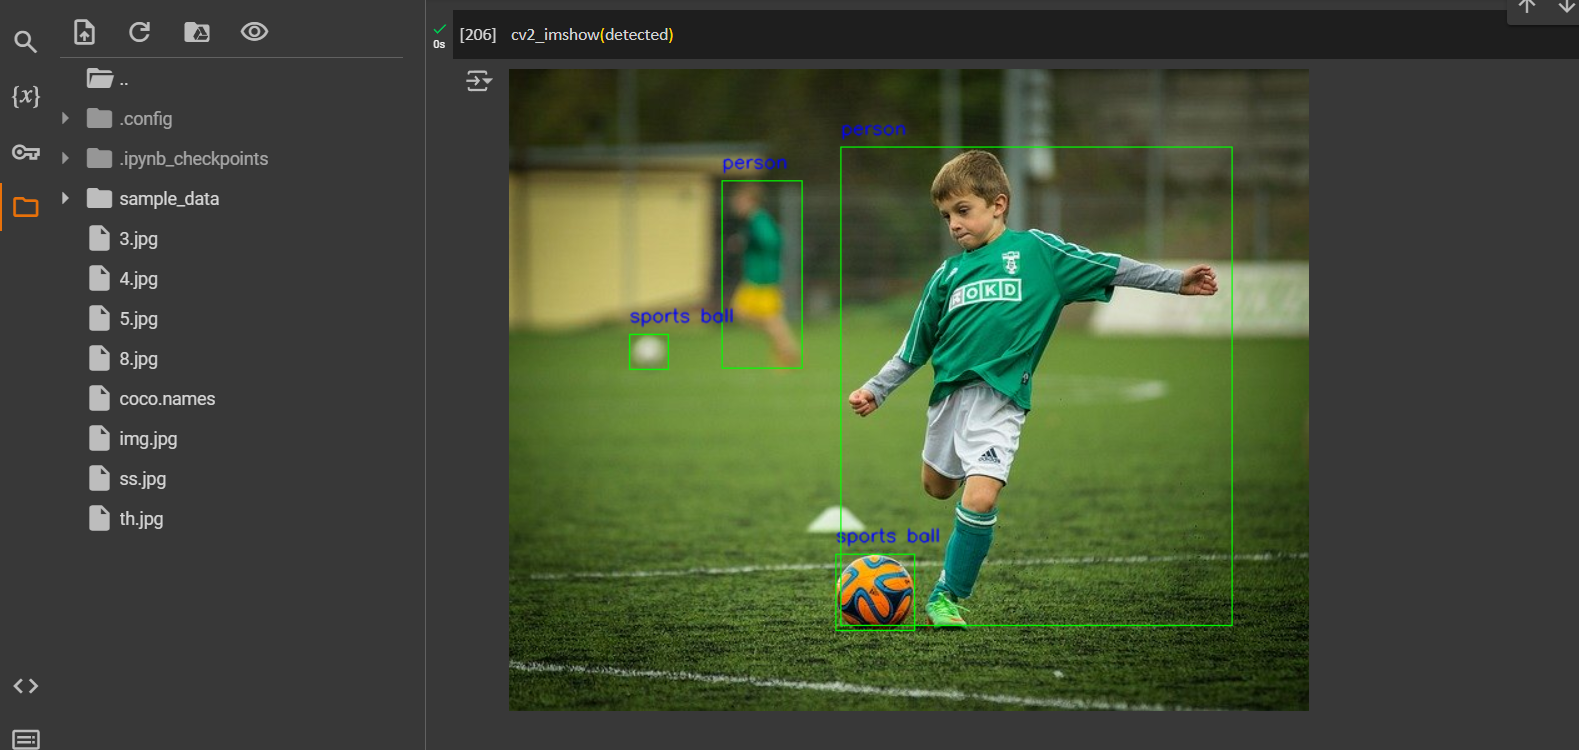 ..
.config
.ipynb_checkpoints
sample_data
3.jpg
4.jpg
5.jpg
8.jpg
coco.names
img.jpg
ss.jpg
th.jpg
{x}
0s
[206] cv2_imshow(detected)
person
person
sports ball
sports ball
OKD
adidas